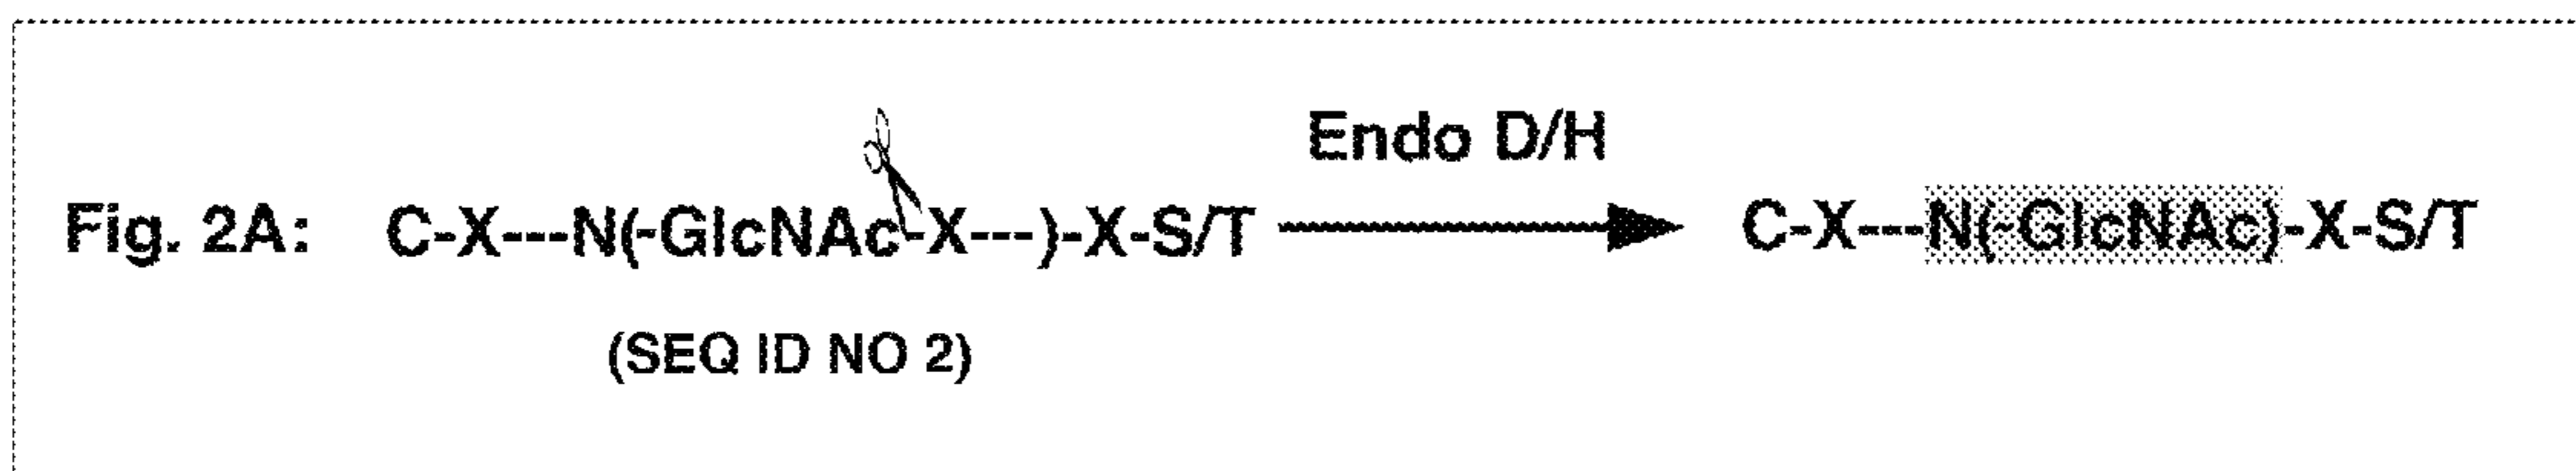 Endo D/H
Fig. 2A: C-X---N(-GlcNAc-X---)-X-S/T C-X---N(-GlcNAc)-X-S/T
(SEQ ID NO 2)